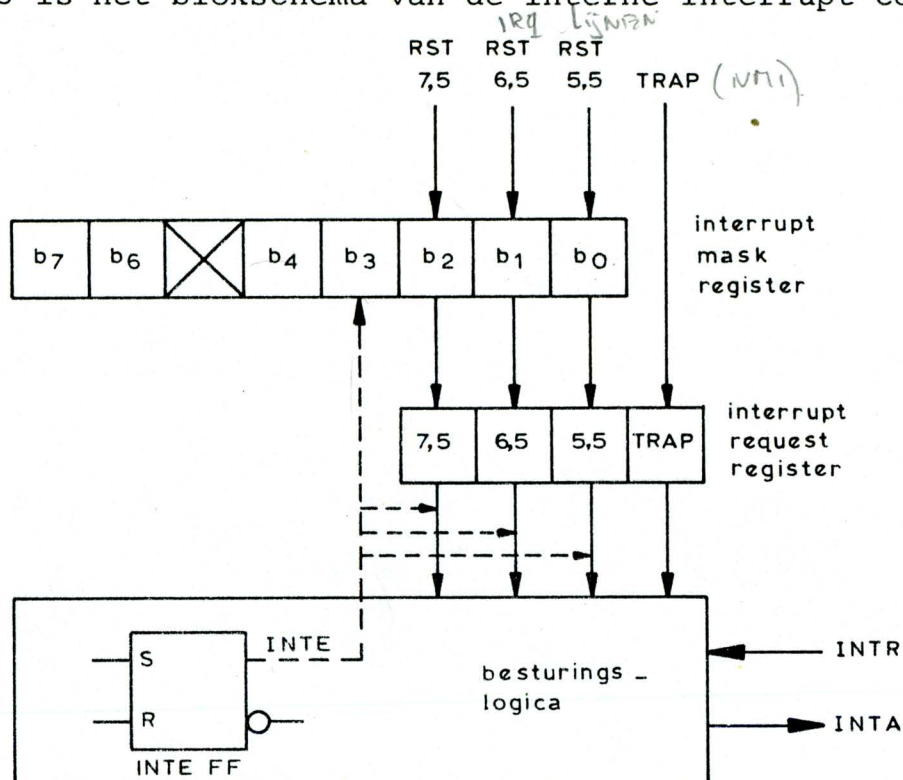 is het blokschema van de interne interrupt co
IRQ LijNEN
RST RST RST
7,5 6,5 5,5 TRAP (NMI)
interrupt
mask
register
b7 b6 b4 b3 b2 b1 b0
interrupt
request
register
7,5 6,5 5,5 TRAP
INTE
S
R
INTE FF
besturings_
logica
INTR
INTA